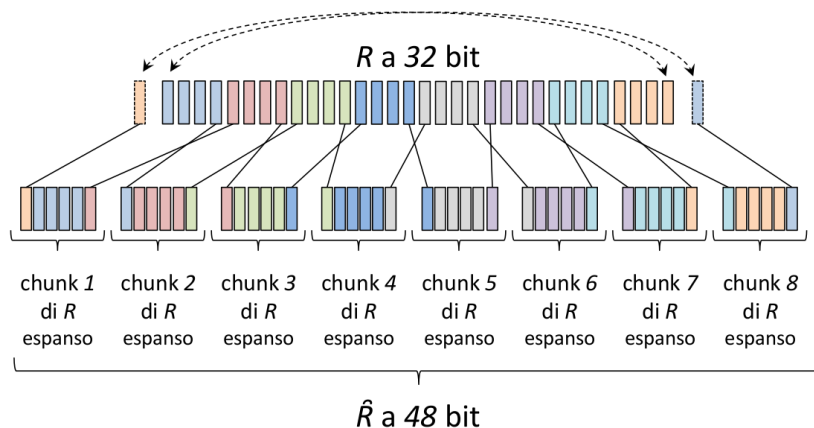 R a 32 bit
chunk 1 di R espanso
chunk 2 di R espanso
chunk 3 di R espanso
chunk 4 di R espanso
chunk 5 di R espanso
chunk 6 di R espanso
chunk 7 di R espanso
chunk 8 di R espanso
R̂ a 48 bit